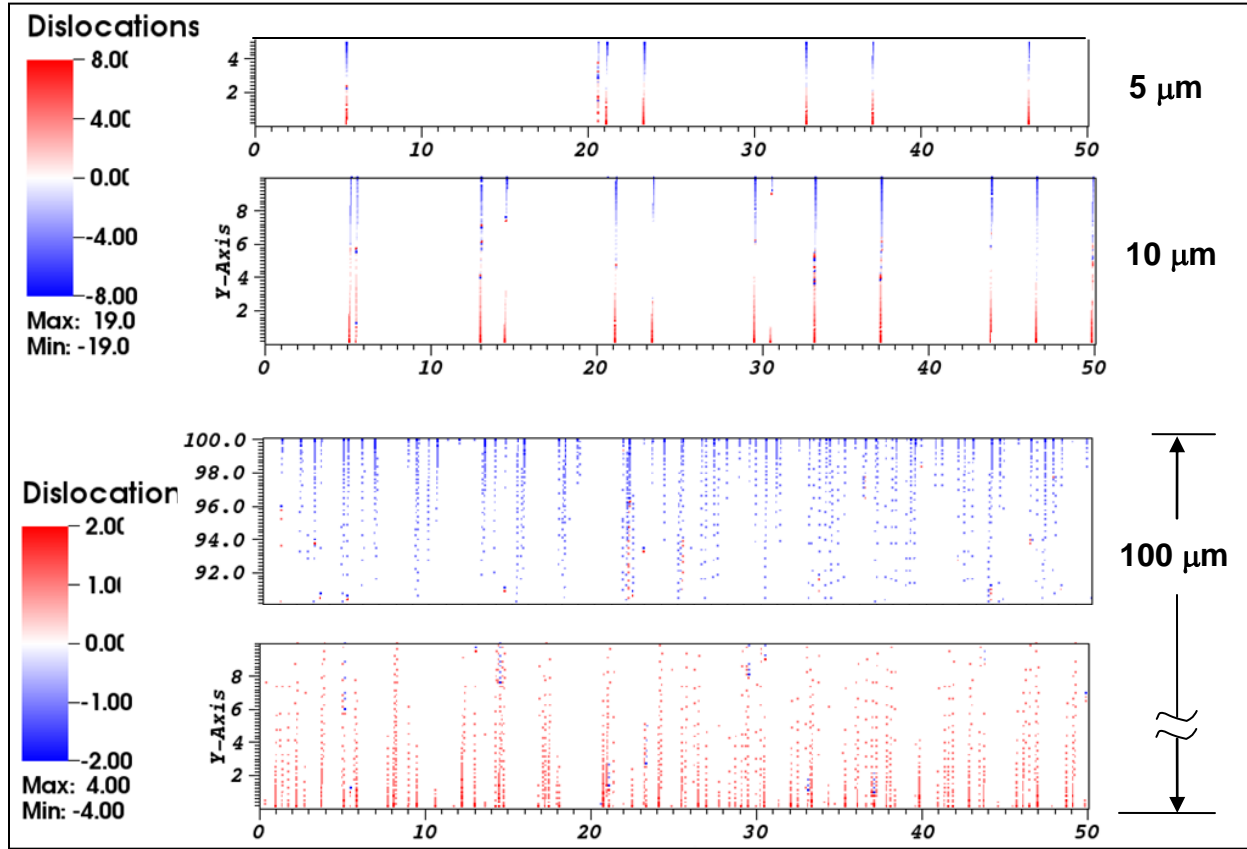 Dislocations
8.00
4.00
0.00
-4.00
-8.00
Max: 19.0
Min: -19.0
4
2
0 10 20 30 40 50
5 μm
Y-Axis
8
6
4
2
0 10 20 30 40 50
10 μm
Dislocation
2.00
1.00
0.00
-1.00
-2.00
Max: 4.00
Min: -4.00
100.0
98.0
96.0
94.0
92.0
100 μm
Y-Axis
8
6
4
2
0 10 20 30 40 50